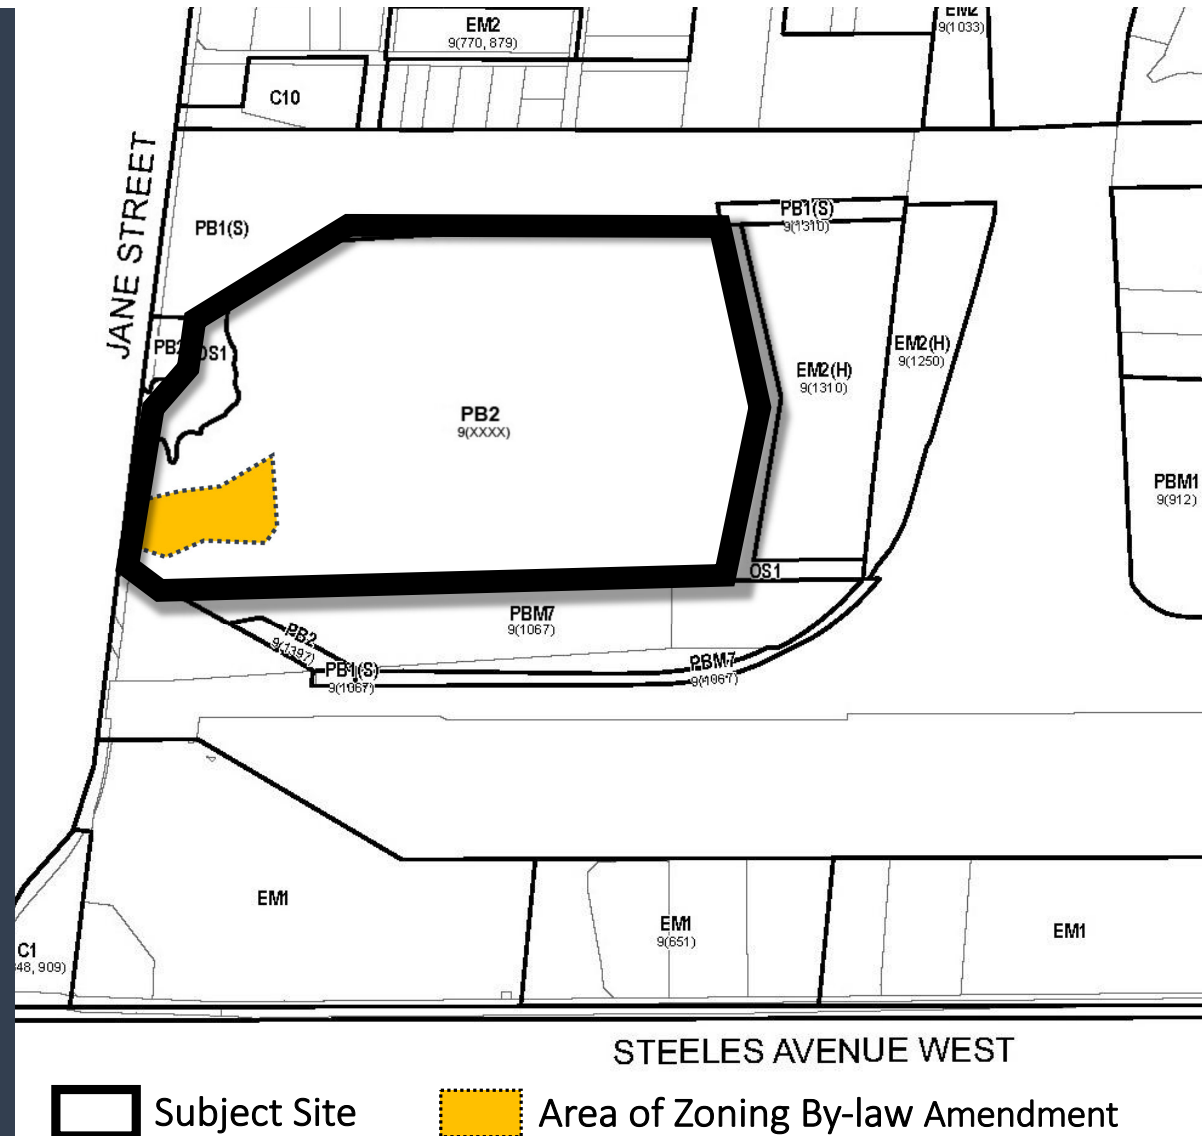 EM2
9(770, 879)
EM2
9(1033)
C10
JANE STREET
PB1(S)
PB1(S)
9(1310)
PB2
OS1
EM2(H)
9(1250)
EM2(H)
9(1310)
PB2
9(XXXX)
PBM1
9(912)
OS1
PBM7
9(1067)
PB2
9(1397)
PB1(S)
9(1067)
PBM7
9(1067)
EM1
EM1
9(651)
EM1
C1
48, 909)
STEELES AVENUE WEST
Subject Site
Area of Zoning By-law Amendment